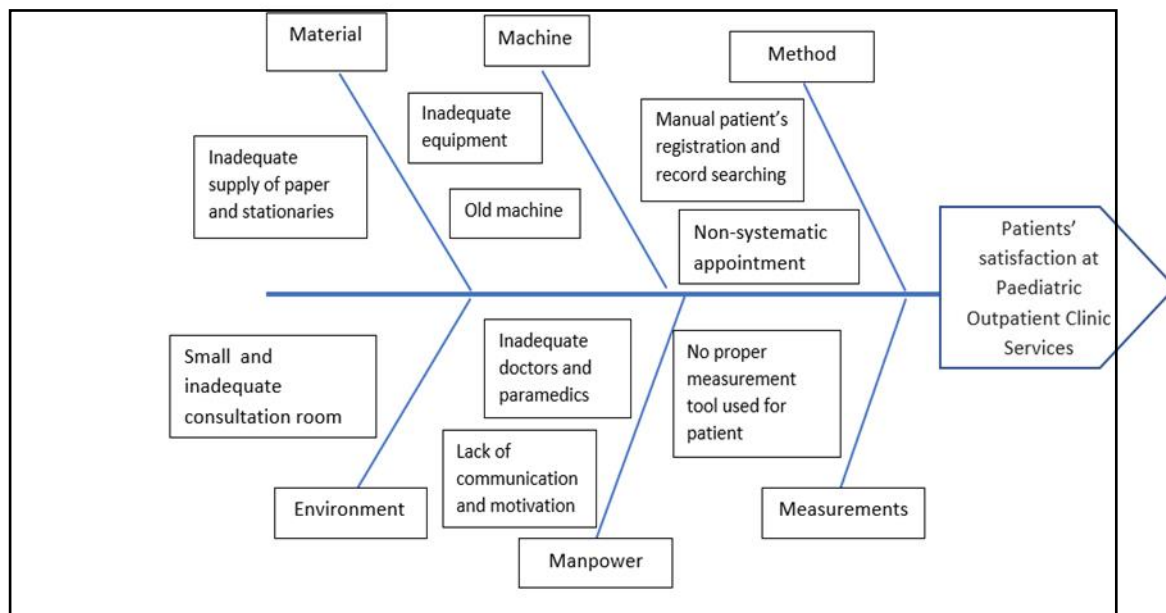 Material
Machine
Method
Inadequate
equipment
Manual patient's
registration and
record searching
Inadequate
supply of paper
and stationaries
Old machine
Non-systematic
appointment
Patients'
satisfaction at
Paediatric
Outpatient Clinic
Services
Small and
inadequate
consultation room
Inadequate
doctors and
paramedics
No proper
measurement
tool used for
patient
Lack of
communication
and motivation
Environment
Manpower
Measurements